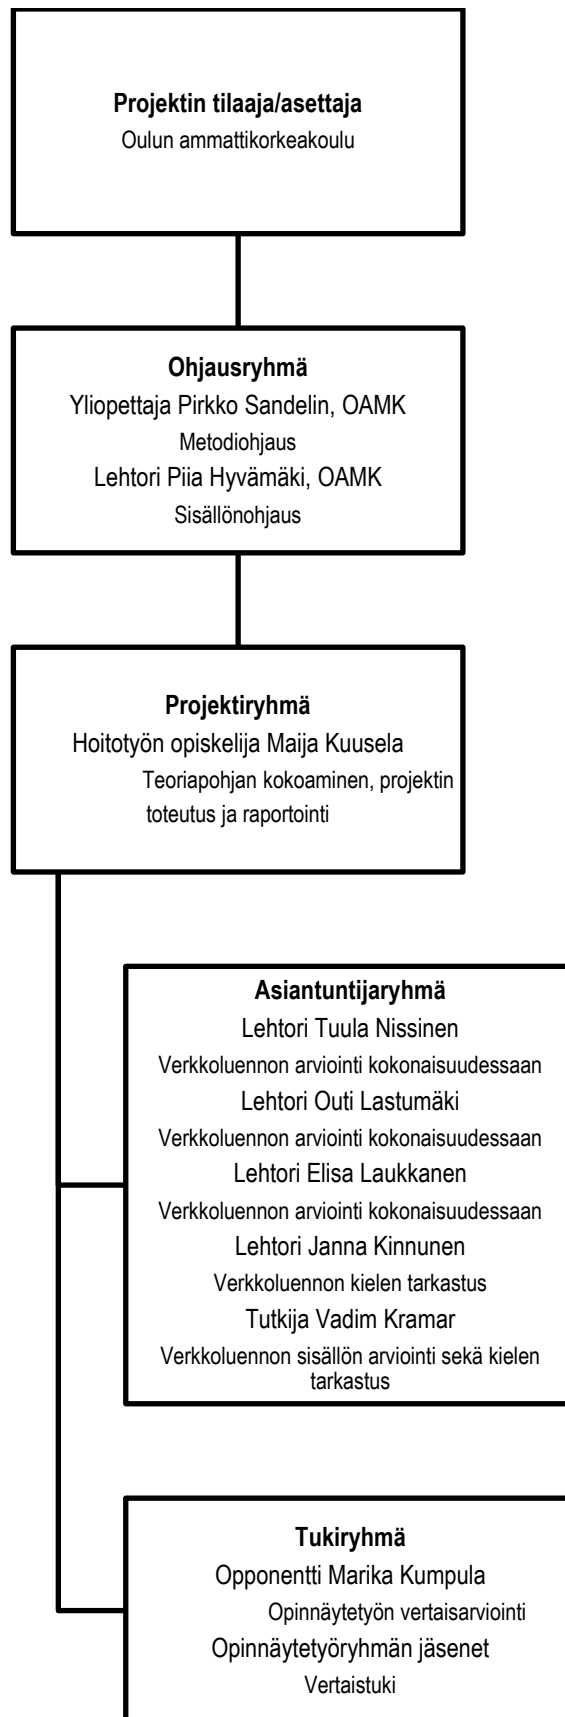 Projektin tilaaja/asettaja
Oulun ammattikorkeakoulu
Ohjausryhmä
Yliopettaja Pirkko Sandelin, OAMK
Metodiohjaus
Lehtori Piia Hyvämäki, OAMK
Sisällönohjaus
Projektiryhmä
Hoitotyön opiskelija Maija Kuusela
Teoriapohjan kokoaminen, projektin
toteutus ja raportointi
Asiantuntijaryhmä
Lehtori Tuula Nissinen
Verkkoluennon arviointi kokonaisuudessaan
Lehtori Outi Lastumäki
Verkkoluennon arviointi kokonaisuudessaan
Lehtori Elisa Laukkanen
Verkkoluennon arviointi kokonaisuudessaan
Lehtori Janna Kinnunen
Verkkoluennon kielen tarkastus
Tutkija Vadim Kramar
Verkkoluennon sisällön arviointi sekä kielen
tarkastus
Tukiryhmä
Opponentti Marika Kumpula
Opinnäytetyön vertaisarviointi
Opinnäytetyöryhmän jäsenet
Vertaistuki